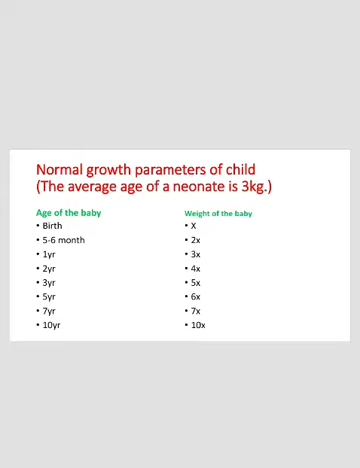 Normal growth parameters of child
(The average age of a neonate is 3kg.)
Age of the baby
• Birth
• 5-6 month
• 1yr
• 2yr
• 3yr
• 5yr
• 7yr
• 10yr
Weight of the baby
• X
• 2x
• 3x
• 4x
• 5x
• 6x
• 7x
• 10x